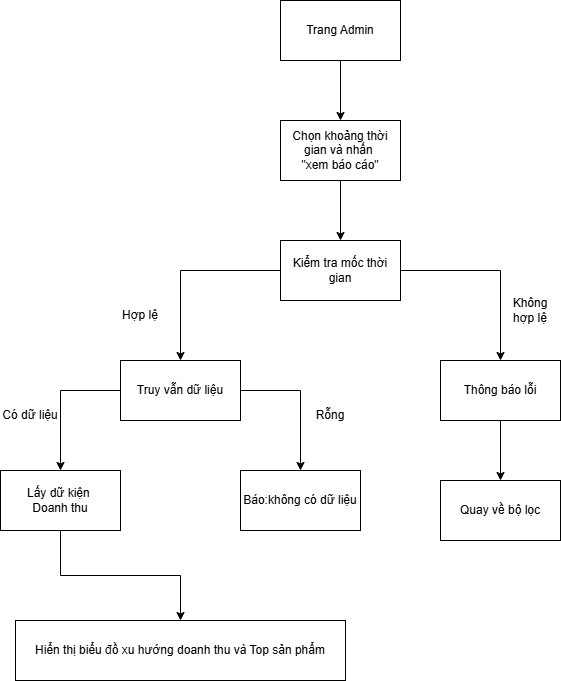 Trang Admin
Chọn khoảng thời
gian và nhấn
"xem báo cáo"
Kiểm tra mốc thời
gian
Hợp lệ
Không
hợp lệ
Truy vẫn dữ liệu
Thông báo lỗi
Có dữ liệu
Rỗng
Lấy dữ kiện
Doanh thu
Báo:không có dữ liệu
Quay về bộ lọc
Hiển thị biểu đồ xu hướng doanh thu và Top sản phẩm